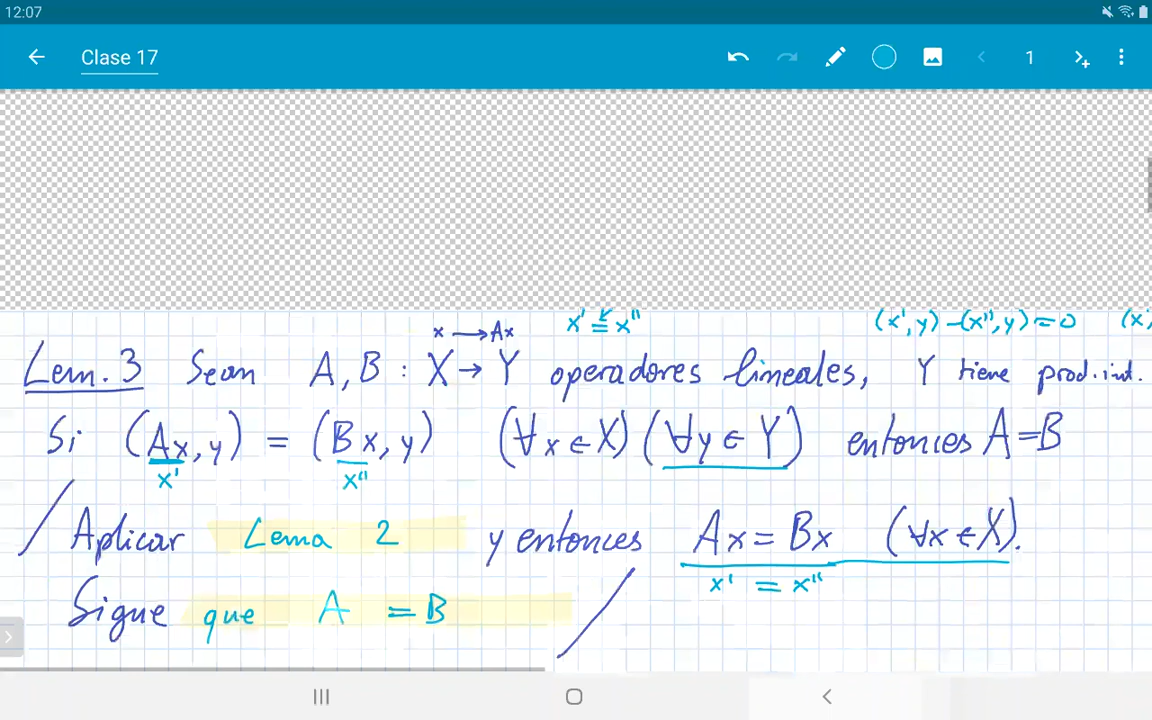 12:07
Clase 17
1
x → Ax
x' = x''
(x', y) - (x'', y) = 0 (x'
Lem. 3 Sean A, B : X → Y operadores lineales, Y tiene prod. int.
Si (Ax, y) = (Bx, y) (∀x ∈ X) (∀y ∈ Y) entonces A = B
x' x''
Aplicar Lema 2 y entonces Ax = Bx (∀x ∈ X).
x' = x''
Sigue que A = B